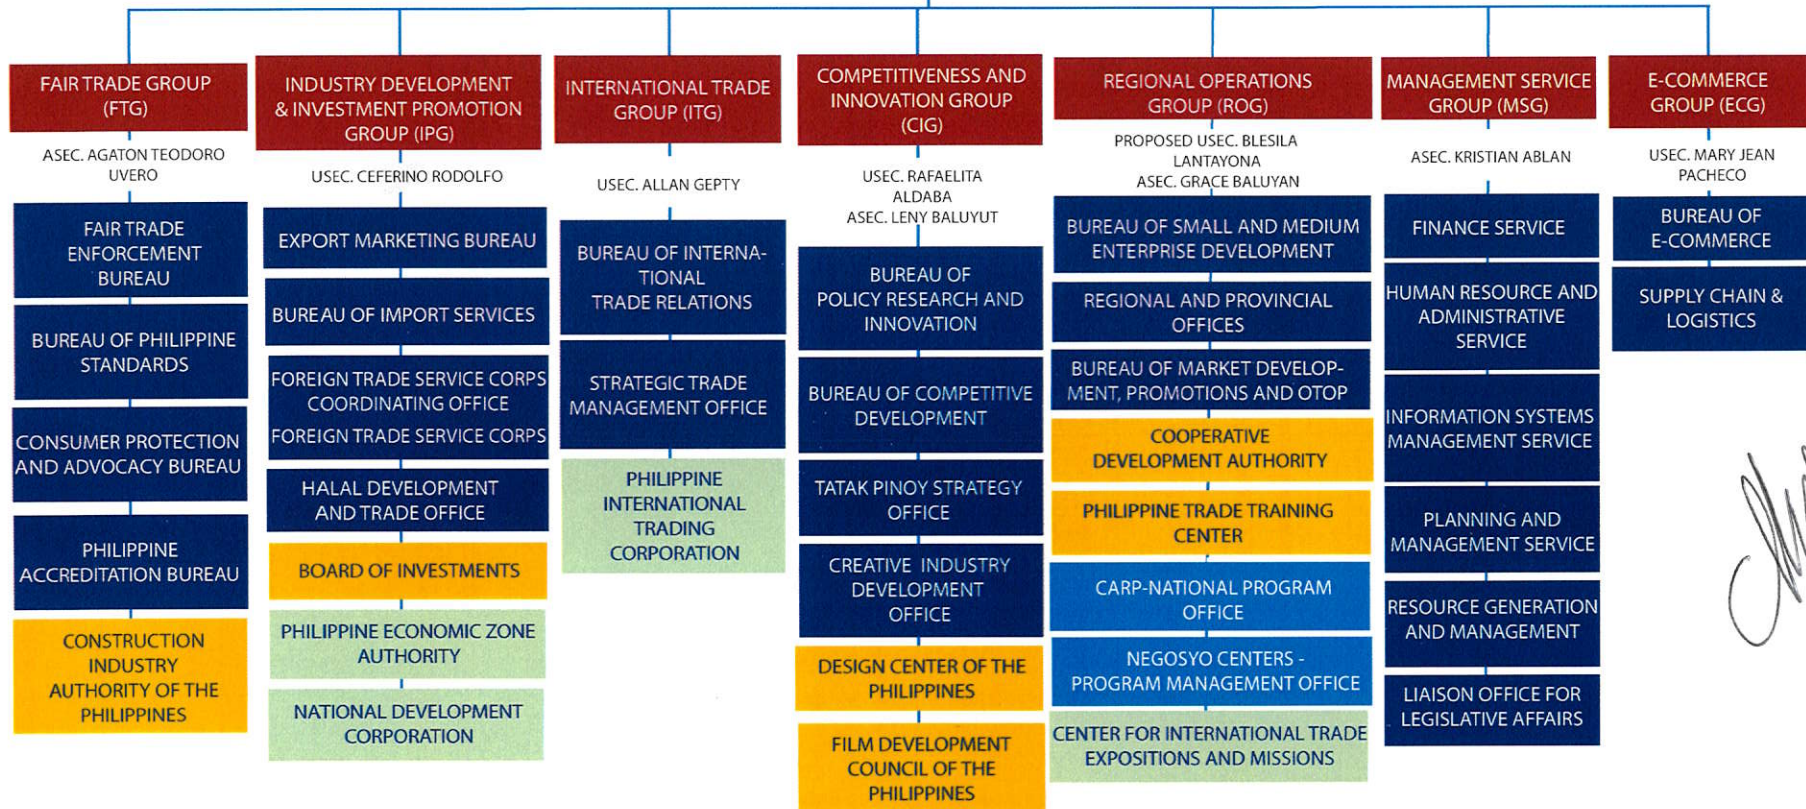 FAIR TRADE GROUP
(FTG)
ASEC. AGATON TEODORO
UVERO
FAIR TRADE
ENFORCEMENT
BUREAU
BUREAU OF PHILIPPINE
STANDARDS
CONSUMER PROTECTION
AND ADVOCACY BUREAU
PHILIPPINE
ACCREDITATION BUREAU
CONSTRUCTION
INDUSTRY
AUTHORITY OF THE
PHILIPPINES
INDUSTRY DEVELOPMENT
& INVESTMENT PROMOTION
GROUP (IPG)
USEC. CEFERINO RODOLFO
EXPORT MARKETING BUREAU
BUREAU OF IMPORT SERVICES
FOREIGN TRADE SERVICE CORPS
COORDINATING OFFICE
FOREIGN TRADE SERVICE CORPS
HALAL DEVELOPMENT
AND TRADE OFFICE
BOARD OF INVESTMENTS
PHILIPPINE ECONOMIC ZONE
AUTHORITY
NATIONAL DEVELOPMENT
CORPORATION
INTERNATIONAL TRADE
GROUP (ITG)
USEC. ALLAN GEPTY
BUREAU OF INTERNA-
TIONAL
TRADE RELATIONS
STRATEGIC TRADE
MANAGEMENT OFFICE
PHILIPPINE
INTERNATIONAL
TRADING
CORPORATION
COMPETITIVENESS AND
INNOVATION GROUP
(CIG)
USEC. RAFAELITA
ALDABA
ASEC. LENY BALUYUT
BUREAU OF
POLICY RESEARCH AND
INNOVATION
BUREAU OF COMPETITIVE
DEVELOPMENT
TATAK PINOY STRATEGY
OFFICE
CREATIVE INDUSTRY
DEVELOPMENT
OFFICE
DESIGN CENTER OF THE
PHILIPPINES
FILM DEVELOPMENT
COUNCIL OF THE
PHILIPPINES
REGIONAL OPERATIONS
GROUP (ROG)
PROPOSED USEC. BLESILA
LANTAYONA
ASEC. GRACE BALUYAN
BUREAU OF SMALL AND MEDIUM
ENTERPRISE DEVELOPMENT
REGIONAL AND PROVINCIAL
OFFICES
BUREAU OF MARKET DEVELOP-
MENT, PROMOTIONS AND OTOP
COOPERATIVE
DEVELOPMENT AUTHORITY
PHILIPPINE TRADE TRAINING
CENTER
CARP-NATIONAL PROGRAM
OFFICE
NEGOSYO CENTERS -
PROGRAM MANAGEMENT OFFICE
CENTER FOR INTERNATIONAL TRADE
EXPOSITIONS AND MISSIONS
MANAGEMENT SERVICE
GROUP (MSG)
ASEC. KRISTIAN ABLAN
FINANCE SERVICE
HUMAN RESOURCE AND
ADMINISTRATIVE
SERVICE
INFORMATION SYSTEMS
MANAGEMENT SERVICE
PLANNING AND
MANAGEMENT SERVICE
RESOURCE GENERATION
AND MANAGEMENT
LIAISON OFFICE FOR
LEGISLATIVE AFFAIRS
E-COMMERCE
GROUP (ECG)
USEC. MARY JEAN
PACHECO
BUREAU OF
E-COMMERCE
SUPPLY CHAIN &
LOGISTICS